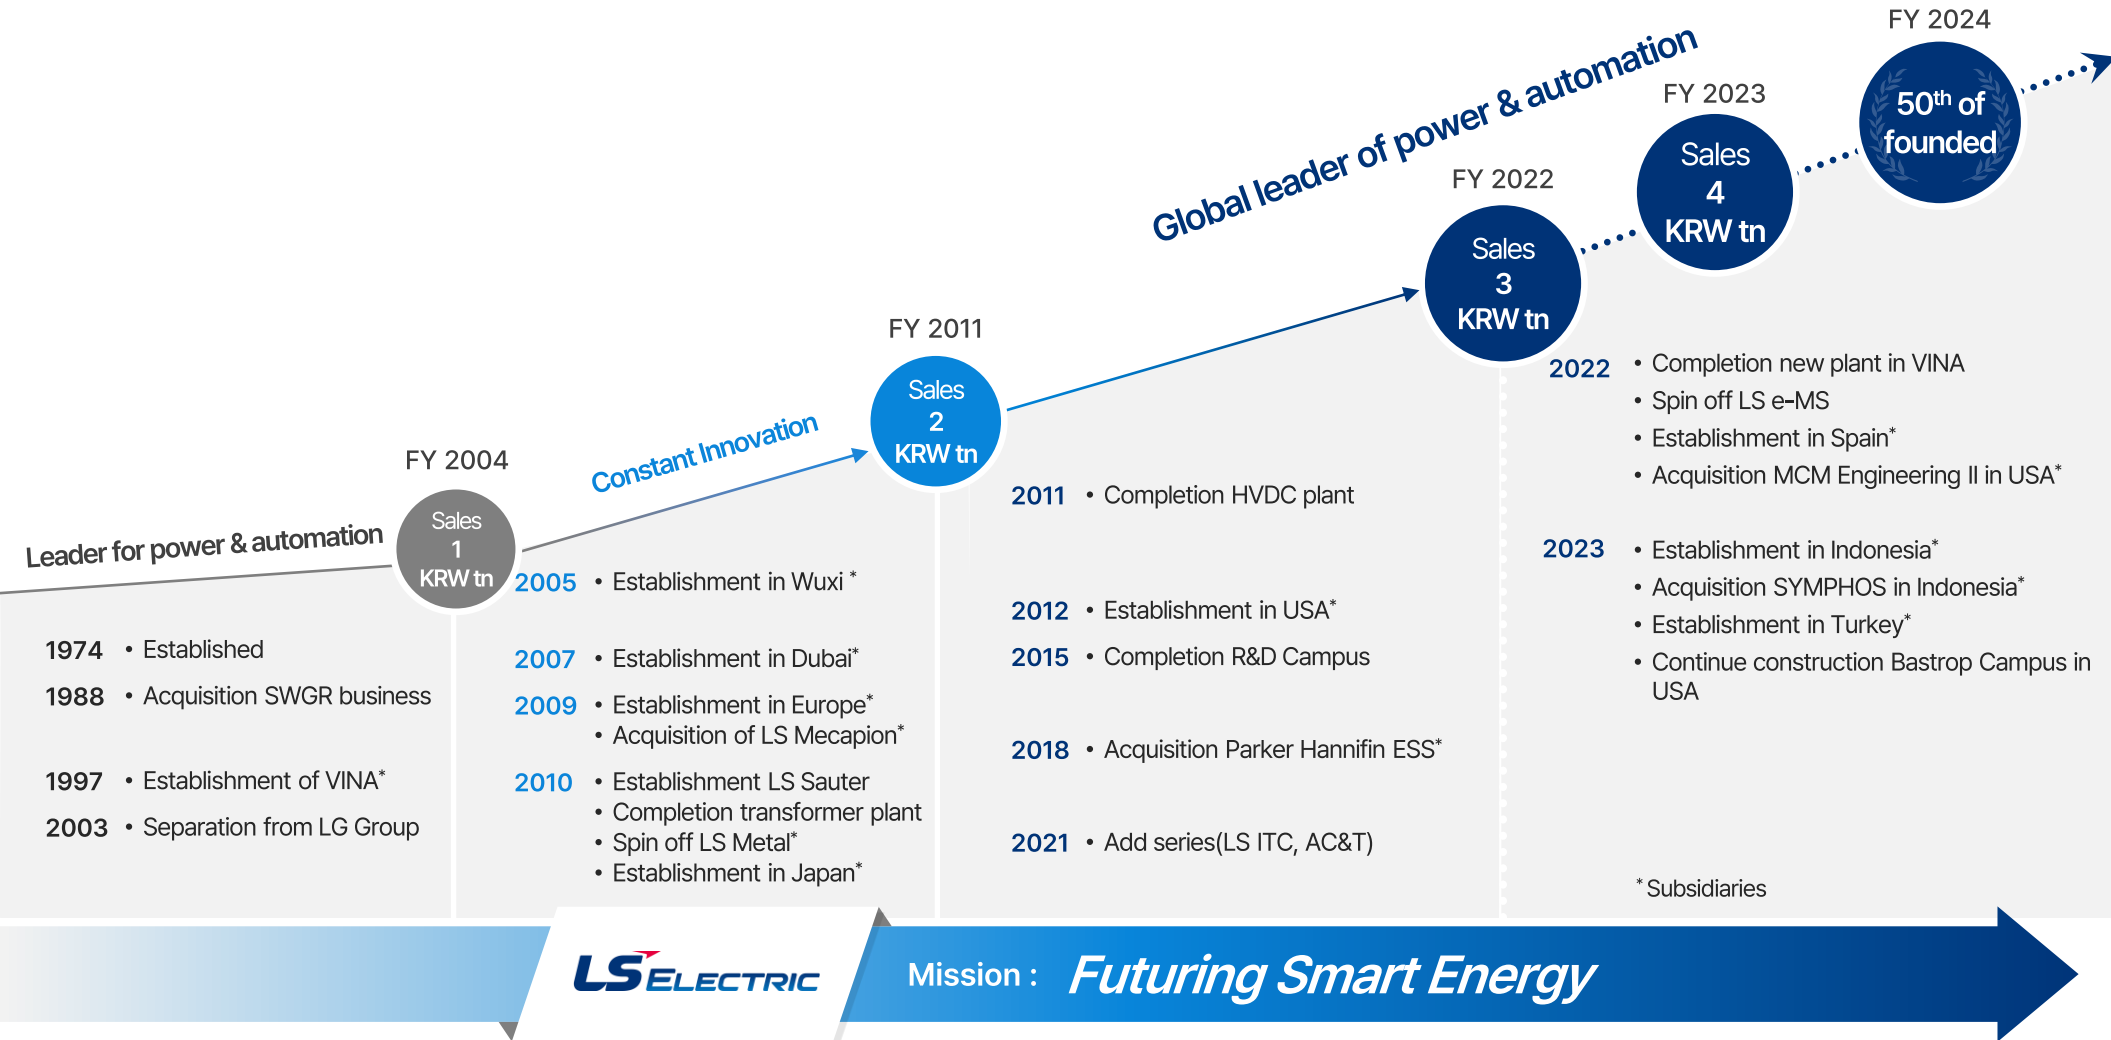 FY 2024
50th of
founded
FY 2023
Sales
4
KRW tn
Global leader of power & automation
FY 2022
Sales
3
KRW tn
FY 2011
Sales
2
KRW tn
Constant Innovation
FY 2004
Sales
1
KRW tn
Leader for power & automation
1974 • Established
1988 • Acquisition SWGR business
1997 • Establishment of VINA*
2003 • Separation from LG Group
2005 • Establishment in Wuxi *
2007 • Establishment in Dubai*
2009 • Establishment in Europe*
• Acquisition of LS Mecapion*
2010 • Establishment LS Sauter
• Completion transformer plant
• Spin off LS Metal*
• Establishment in Japan*
2011 • Completion HVDC plant
2012 • Establishment in USA*
2015 • Completion R&D Campus
2018 • Acquisition Parker Hannifin ESS*
2021 • Add series(LS ITC, AC&T)
2022 • Completion new plant in VINA
• Spin off LS e-MS
• Establishment in Spain*
• Acquisition MCM Engineering II in USA*
2023 • Establishment in Indonesia*
• Acquisition SYMPHOS in Indonesia*
• Establishment in Turkey*
• Continue construction Bastrop Campus in
USA
* Subsidiaries
LS ELECTRIC
Mission : Futuring Smart Energy